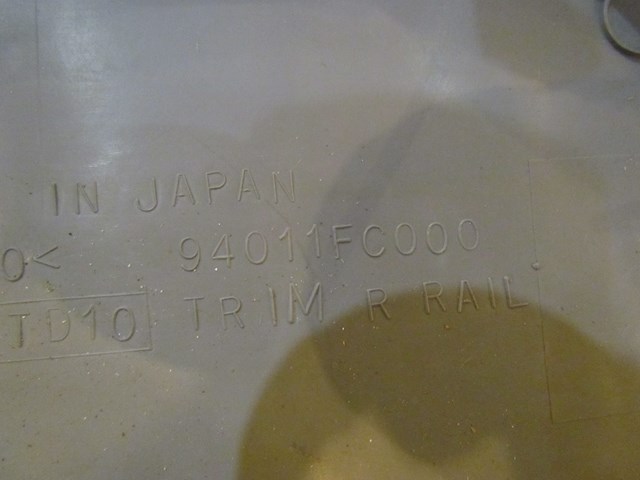 IN JAPAN
0< 94011FC000
TD10 TRIM R RAIL